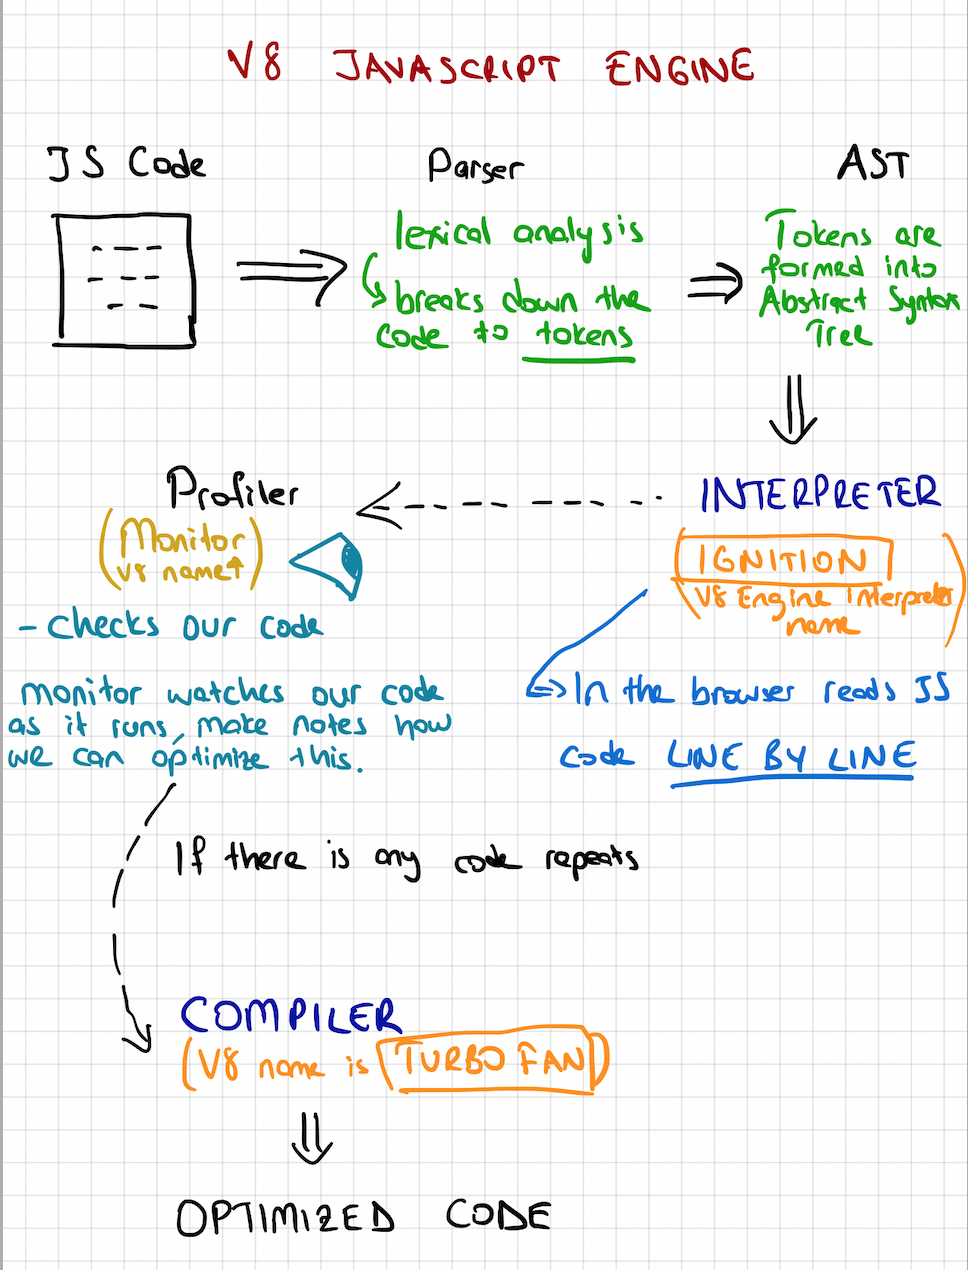 V8 JAVASCRIPT ENGINE
JS Code
Parser
AST
lexical analysis
breaks down the
code to tokens
Tokens are
formed into
Abstract Syntax
Tree
INTERPRETER
(IGNITION
V8 Engine interpreter
name)
In the browser reads JS
code LINE BY LINE
Profiler
(Monitor
V8 name↑)
- checks our code
monitor watches our code
as it runs, make notes how
we can optimize this.
If there is any code repeats
COMPILER
(V8 name is TURBO FAN)
OPTIMIZED CODE